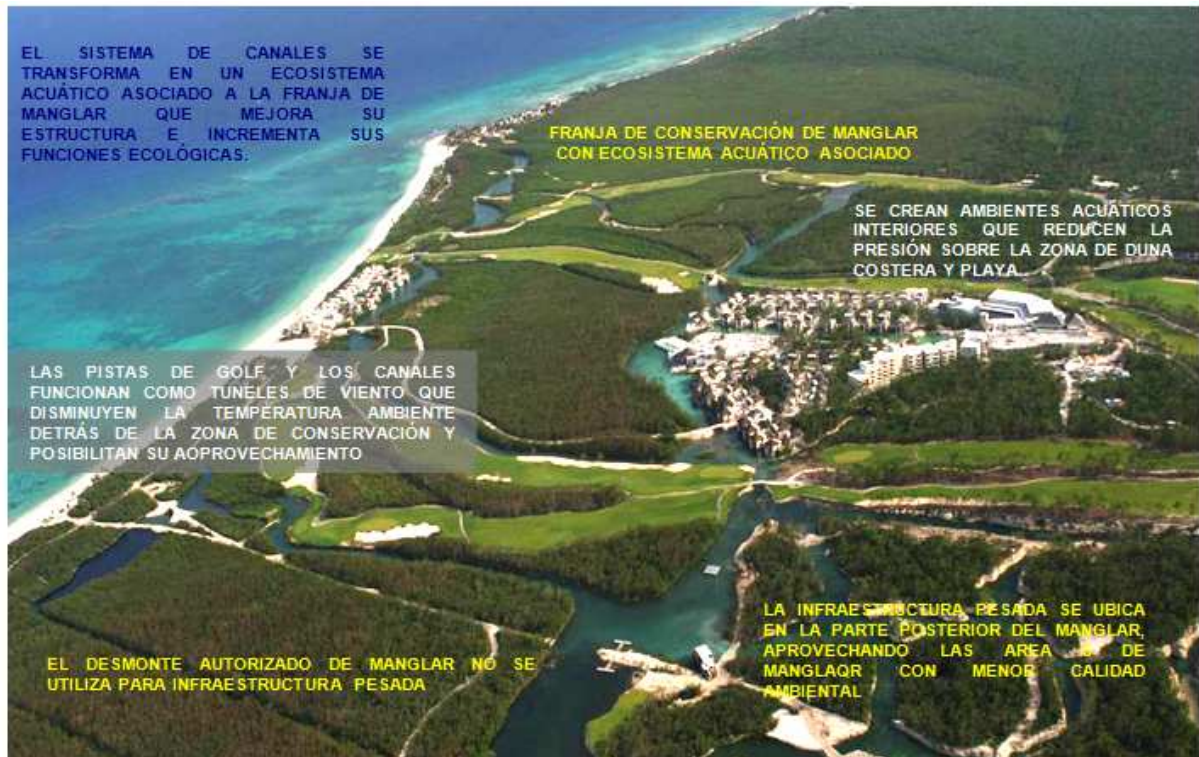 EL SISTEMA DE CANALES SE
TRANSFORMA EN UN ECOSISTEMA
ACUÁTICO ASOCIADO A LA FRANJA DE
MANGLAR QUE MEJORA SU
ESTRUCTURA E INCREMENTA SUS
FUNCIONES ECOLÓGICAS.
FRANJA DE CONSERVACIÓN DE MANGLAR
CON ECOSISTEMA ACUÁTICO ASOCIADO
SE CREAN AMBIENTES ACUÁTICOS
INTERIORES QUE REDUCEN LA
PRESIÓN SOBRE LA ZONA DE DUNA
COSTERA Y PLAYA
LAS PISTAS DE GOLF Y LOS CANALES
FUNCIONAN COMO TUNELES DE VIENTO QUE
DISMINUYEN LA TEMPERATURA AMBIENTE
DETRÁS DE LA ZONA DE CONSERVACIÓN Y
POSIBILITAN SU AOPROVECHAMIENTO
LA INFRAESTRUCTURA PESADA SE UBICA
EN LA PARTE POSTERIOR DEL MANGLAR,
APROVECHANDO LAS AREA S DE
MANGLAQR CON MENOR CALIDAD
AMBIENTAL
EL DESMONTE AUTORIZADO DE MANGLAR NO SE
UTILIZA PARA INFRAESTRUCTURA PESADA